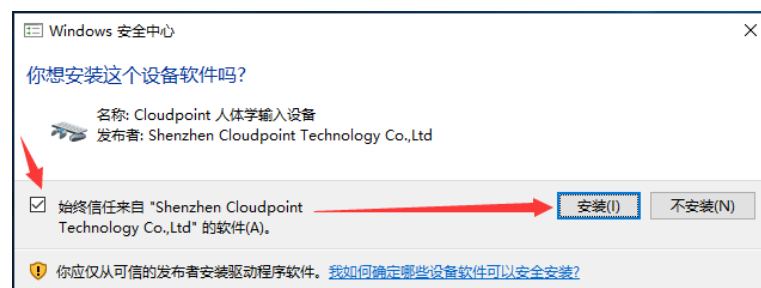 Windows 安全中心
你想安装这个设备软件吗?
名称: Cloudpoint 人体学输入设备
发布者: Shenzhen Cloudpoint Technology Co.,Ltd
始终信任来自 "Shenzhen Cloudpoint
Technology Co.,Ltd" 的软件(A)。
安装(I)
不安装(N)
你应仅从可信的发布者安装驱动程序软件。我如何确定哪些设备软件可以安全安装?